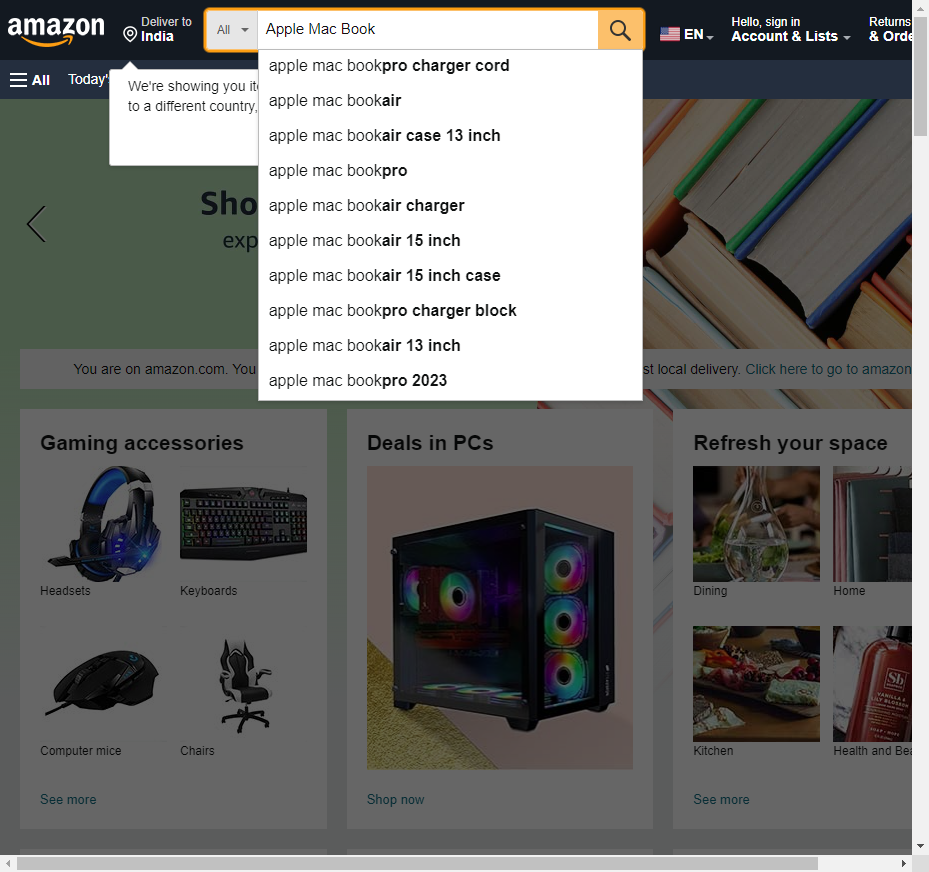 amazon
Deliver to
India
All
Apple Mac Book
EN
Hello, sign in
Account & Lists
Returns
& Orde
All
Today's
We're showing you ite
to a different country,
apple mac bookpro charger cord
apple mac bookair
apple mac bookair case 13 inch
apple mac bookpro
apple mac bookair charger
apple mac bookair 15 inch
apple mac bookair 15 inch case
apple mac bookpro charger block
apple mac bookair 13 inch
apple mac bookpro 2023
Sho
exp
You are on amazon.com. You
st local delivery. Click here to go to amazon
Gaming accessories
Headsets
Keyboards
Computer mice
Chairs
See more
Deals in PCs
Shop now
Refresh your space
Dining
Home
Kitchen
Health and Bea
See more
Sb
VANILLA &
LILY BLOSSOM